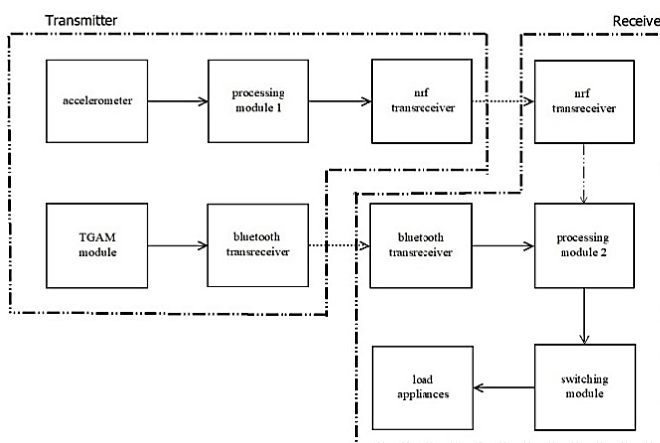 Transmitter
Receive
accelerometer
processing
module 1
nrf
transreceiver
nrf
transreceiver
TGAM
module
bluetooth
transreceiver
bluetooth
transreceiver
processing
module 2
load
appliances
switching
module